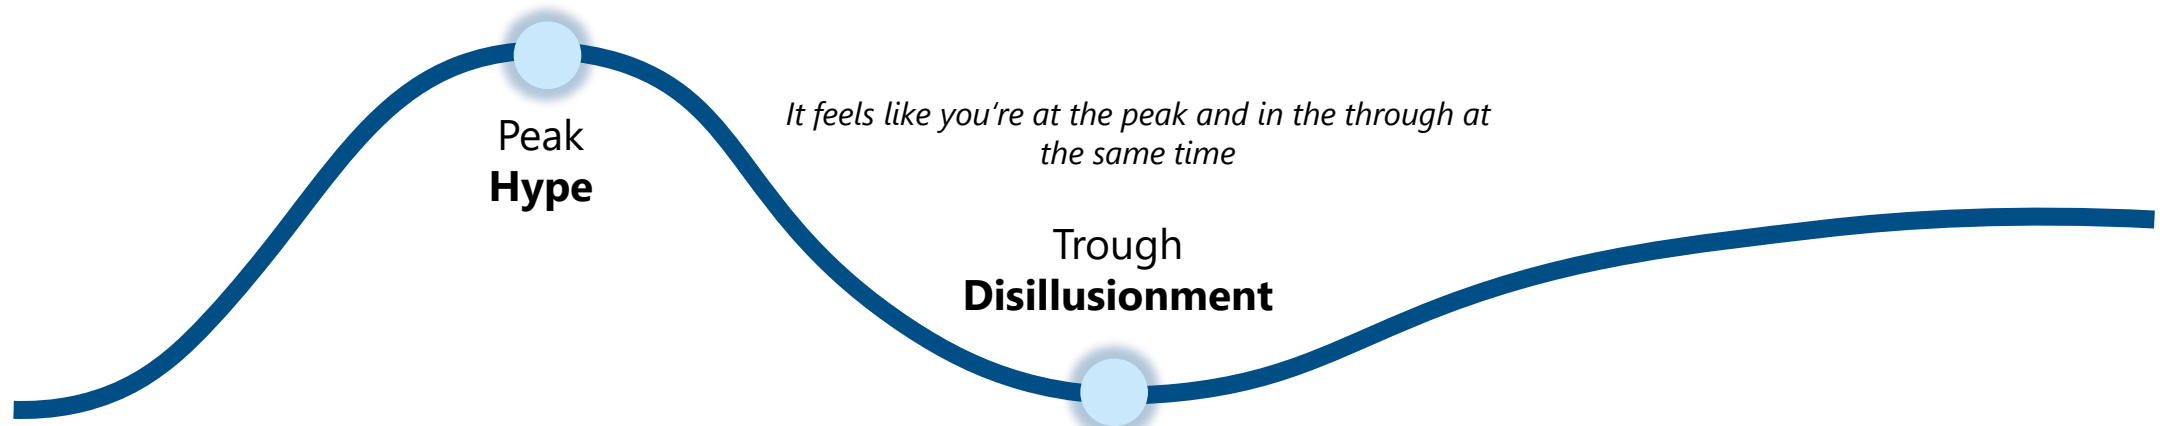 Peak
Hype
It feels like you're at the peak and in the through at
the same time
Trough
Disillusionment